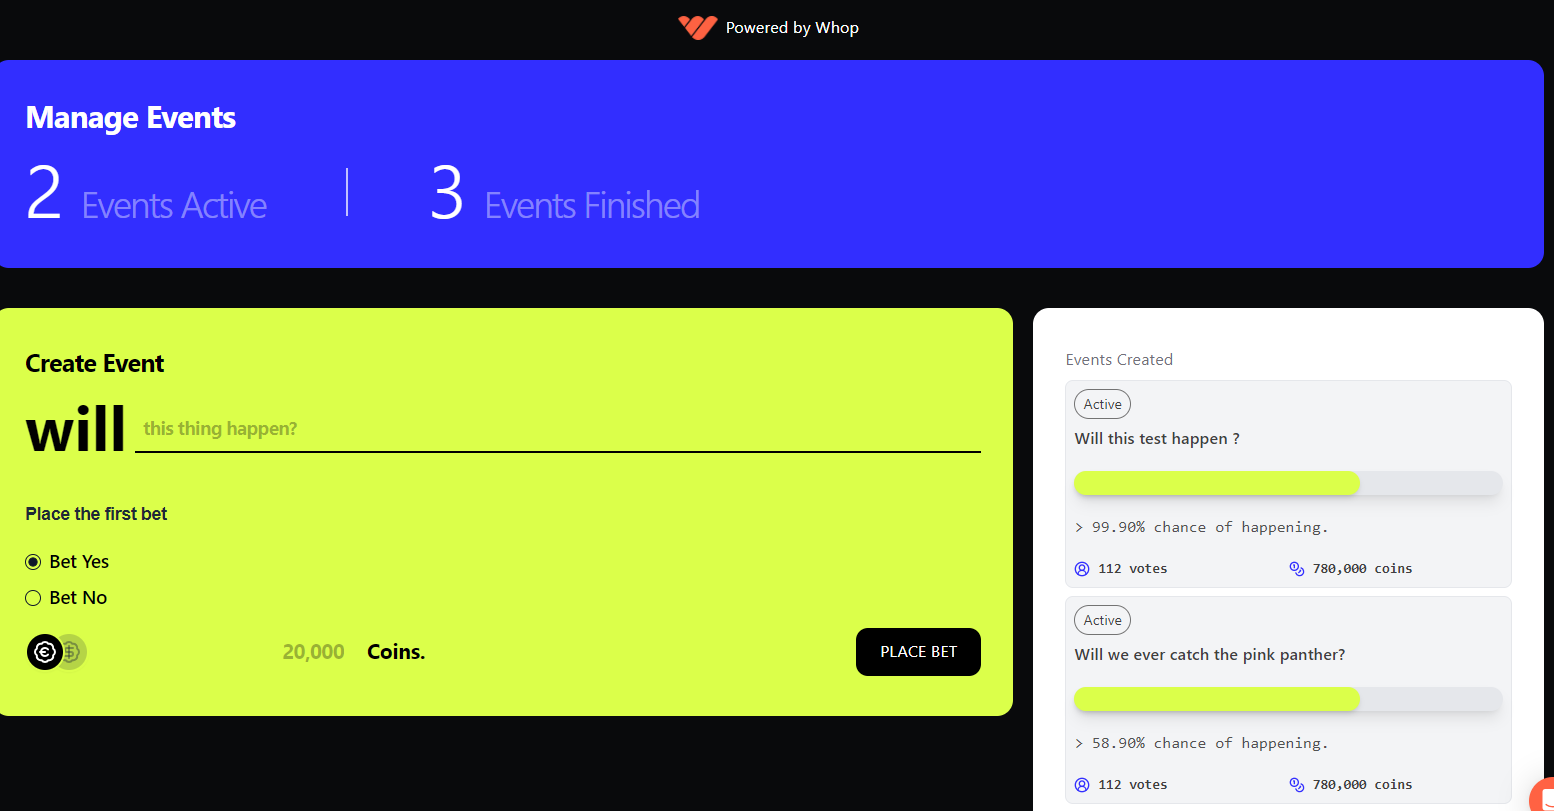 Powered by Whop
Manage Events
2 Events Active
3 Events Finished
Create Event
will this thing happen?
Place the first bet
Bet Yes
Bet No
20,000 Coins.
PLACE BET
Events Created
Active
Will this test happen ?
> 99.90% chance of happening.
112 votes
780,000 coins
Active
Will we ever catch the pink panther?
> 58.90% chance of happening.
112 votes
780,000 coins